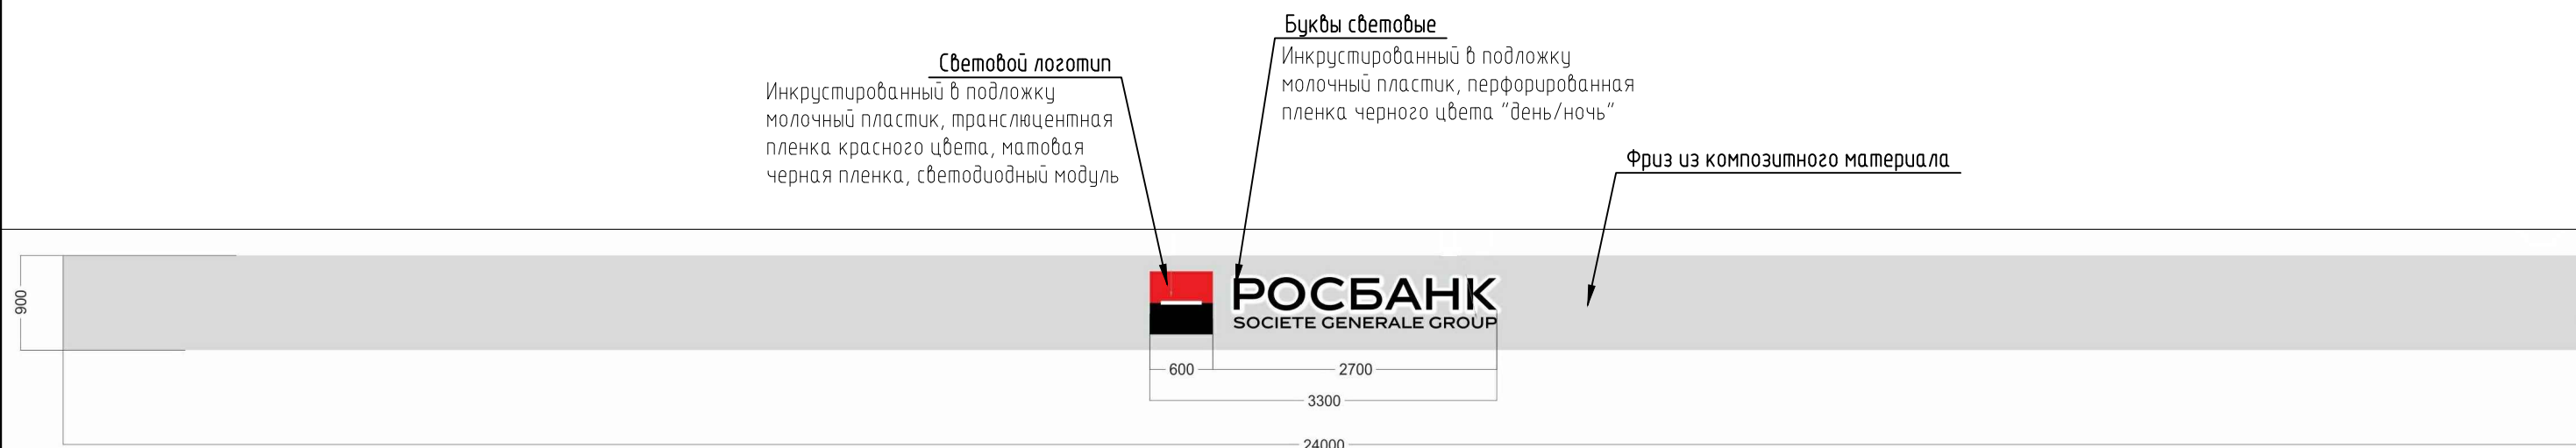 Буквы световые
Инкрустированный в подложку
молочный пластик, перфорированная
пленка черного цвета "день/ночь"
Световой логотип
Инкрустированный в подложку
молочный пластик, транслюцентная
пленка красного цвета, матовая
черная пленка, светодиодный модуль
Фриз из композитного материала
900
РОСБАНК
SOCIETE GENERALE GROUP
600
2700
3300
24000